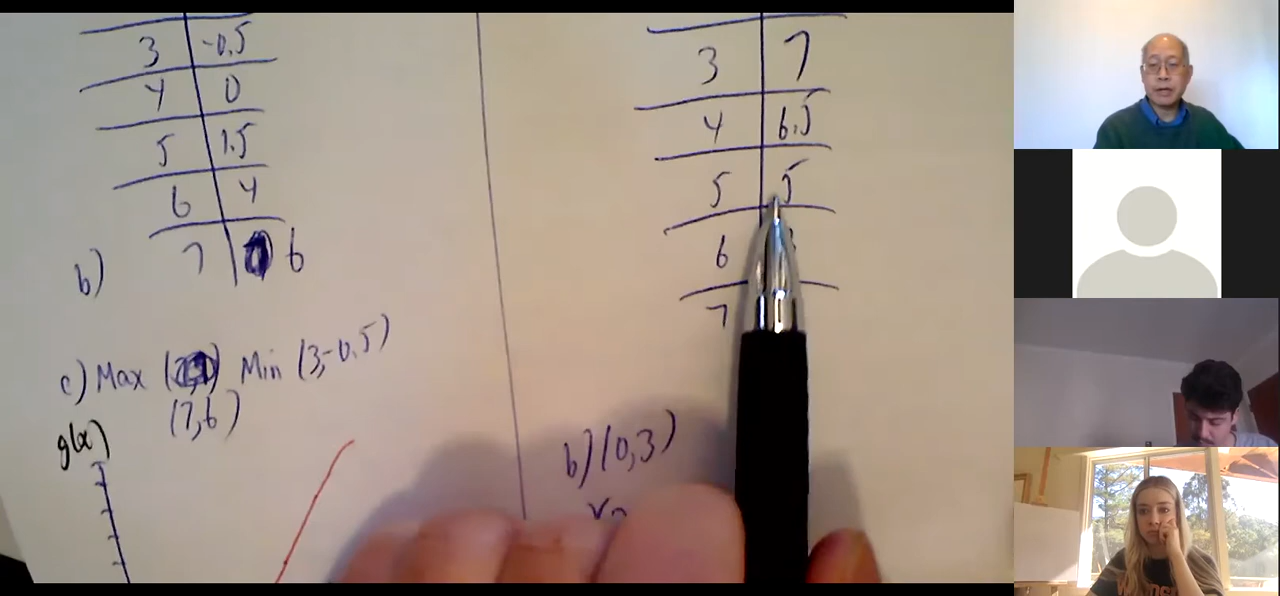 3 -0.5
4 0
5 1.5
6 4
7 6
b)
c) Max Min (3,-0.5)
(7,6)
g(x)
3 7
4 6.5
5 5
6
7
b) (0,3)